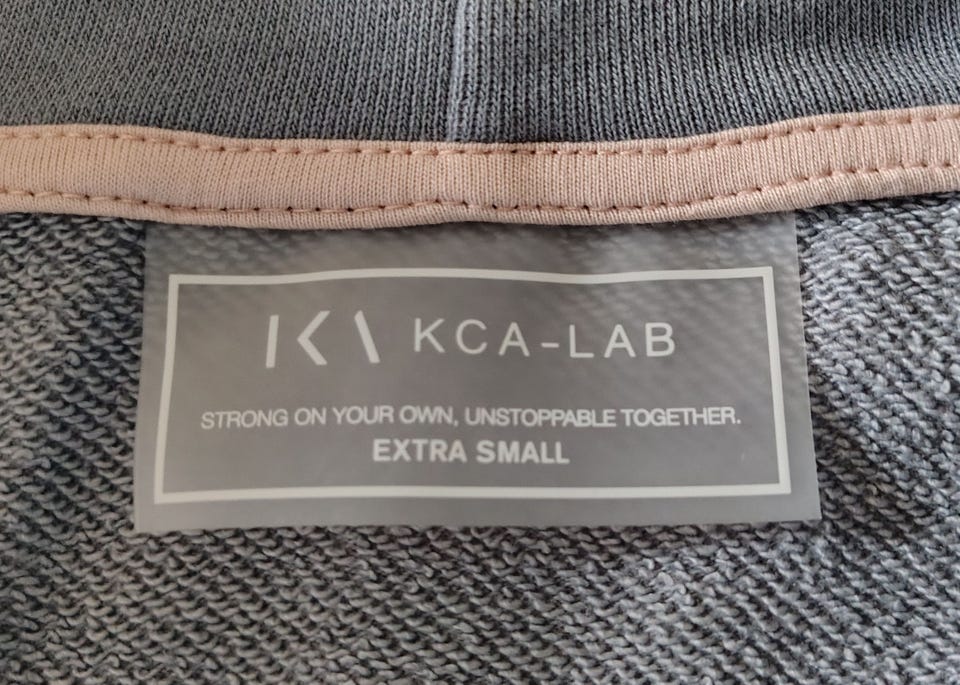 KCA-LAB
STRONG ON YOUR OWN, UNSTOPPABLE TOGETHER.
EXTRA SMALL